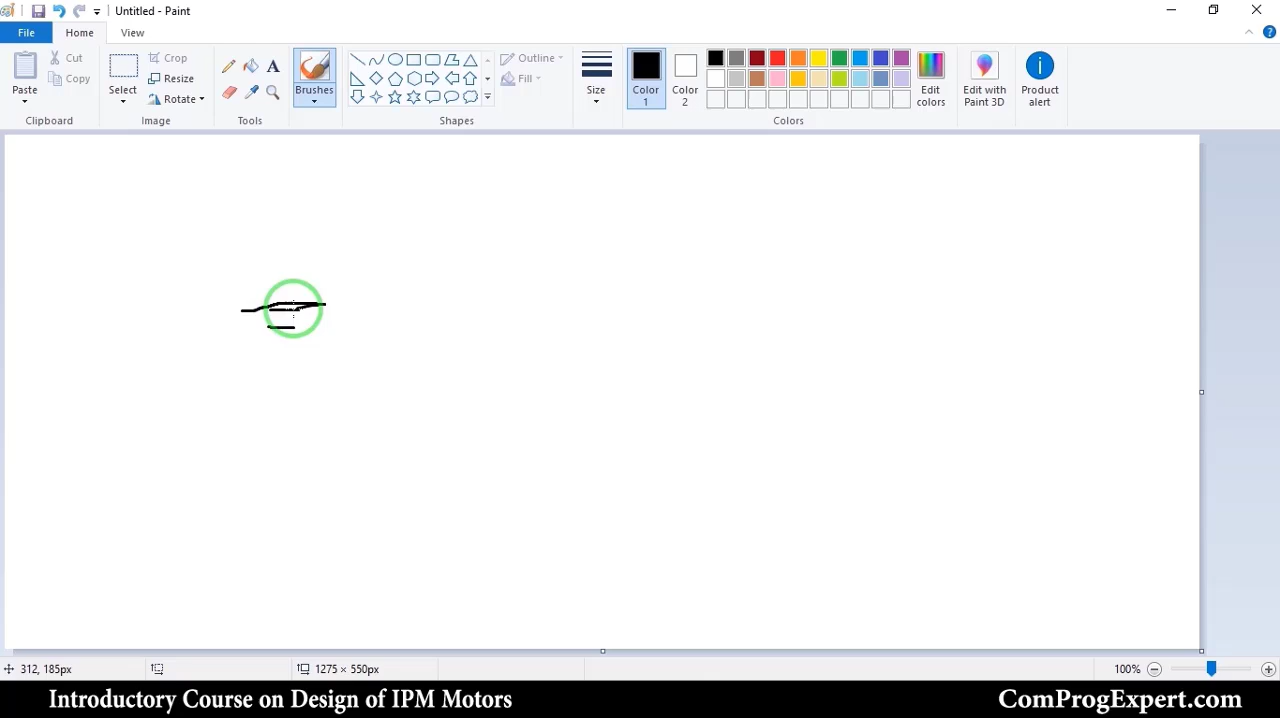 Untitled - Paint
File
Home
View
Paste
Cut
Copy
Clipboard
Select
Crop
Resize
Rotate
Image
Tools
Brushes
Shapes
Outline
Fill
Size
Color 1
Color 2
Edit colors
Colors
Edit with Paint 3D
Product alert
312, 185px
1275 × 550px
100%
Introductory Course on Design of IPM Motors
ComProgExpert.com